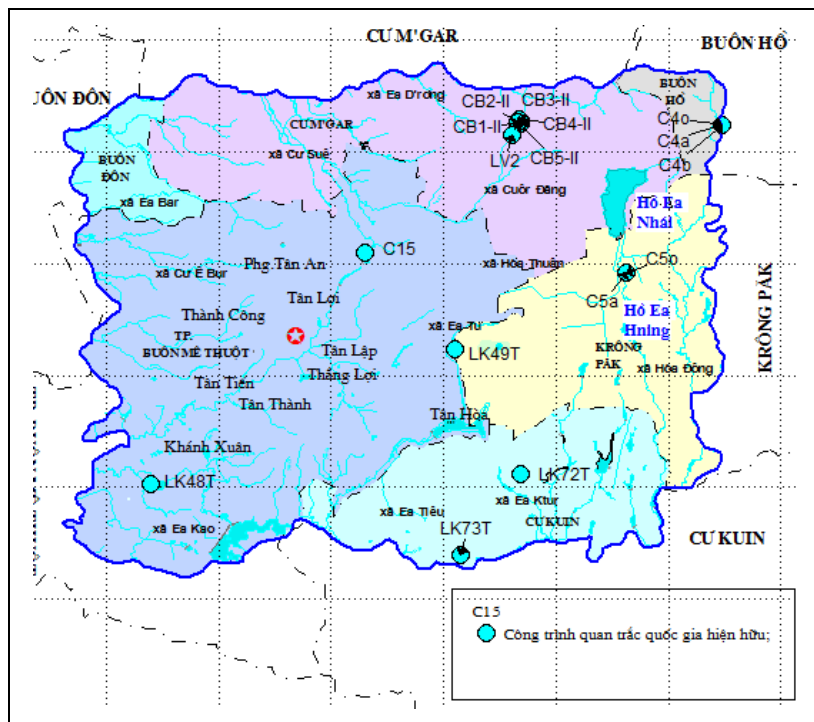 CƯ M'GAR
BUÔN HỒ
UÔN ĐÔN
BUÔN
HỒ
xã Ea D'rơng
CB2-II
CB3-II
CƯM'GAR
CB1-II
CB4-II
C4o
C4a
C4b
LV2
CB5-II
BUÔN
ĐÔN
xã Cư Suê
xã Cuôr Đăng
xã Ea Bar
Hồ Ea
Nhái
C15
Phg.Tân An
xã Hòa Thuận
C5o
xã Cư Ê Bur
C5a
Tân Lợi
Thành Công
Hồ Ea
Hning
xã Ea Tu
TP.
BUÔN MÊ THUỘT
Tân Lập
LK49T
KRÔNG
PĂK
KRÔNG PĂK
Thắng Lợi
xã Hòa Đông
Tân Tiến
Tân Thành
Tân Hòa
Khánh Xuân
LK48T
LK72T
xã Ea Ktur
xã Ea Tiêu
xã Ea Kao
CƯ KUIN
LK73T
CƯ KUIN
C15
Công trình quan trắc quốc gia hiện hữu;